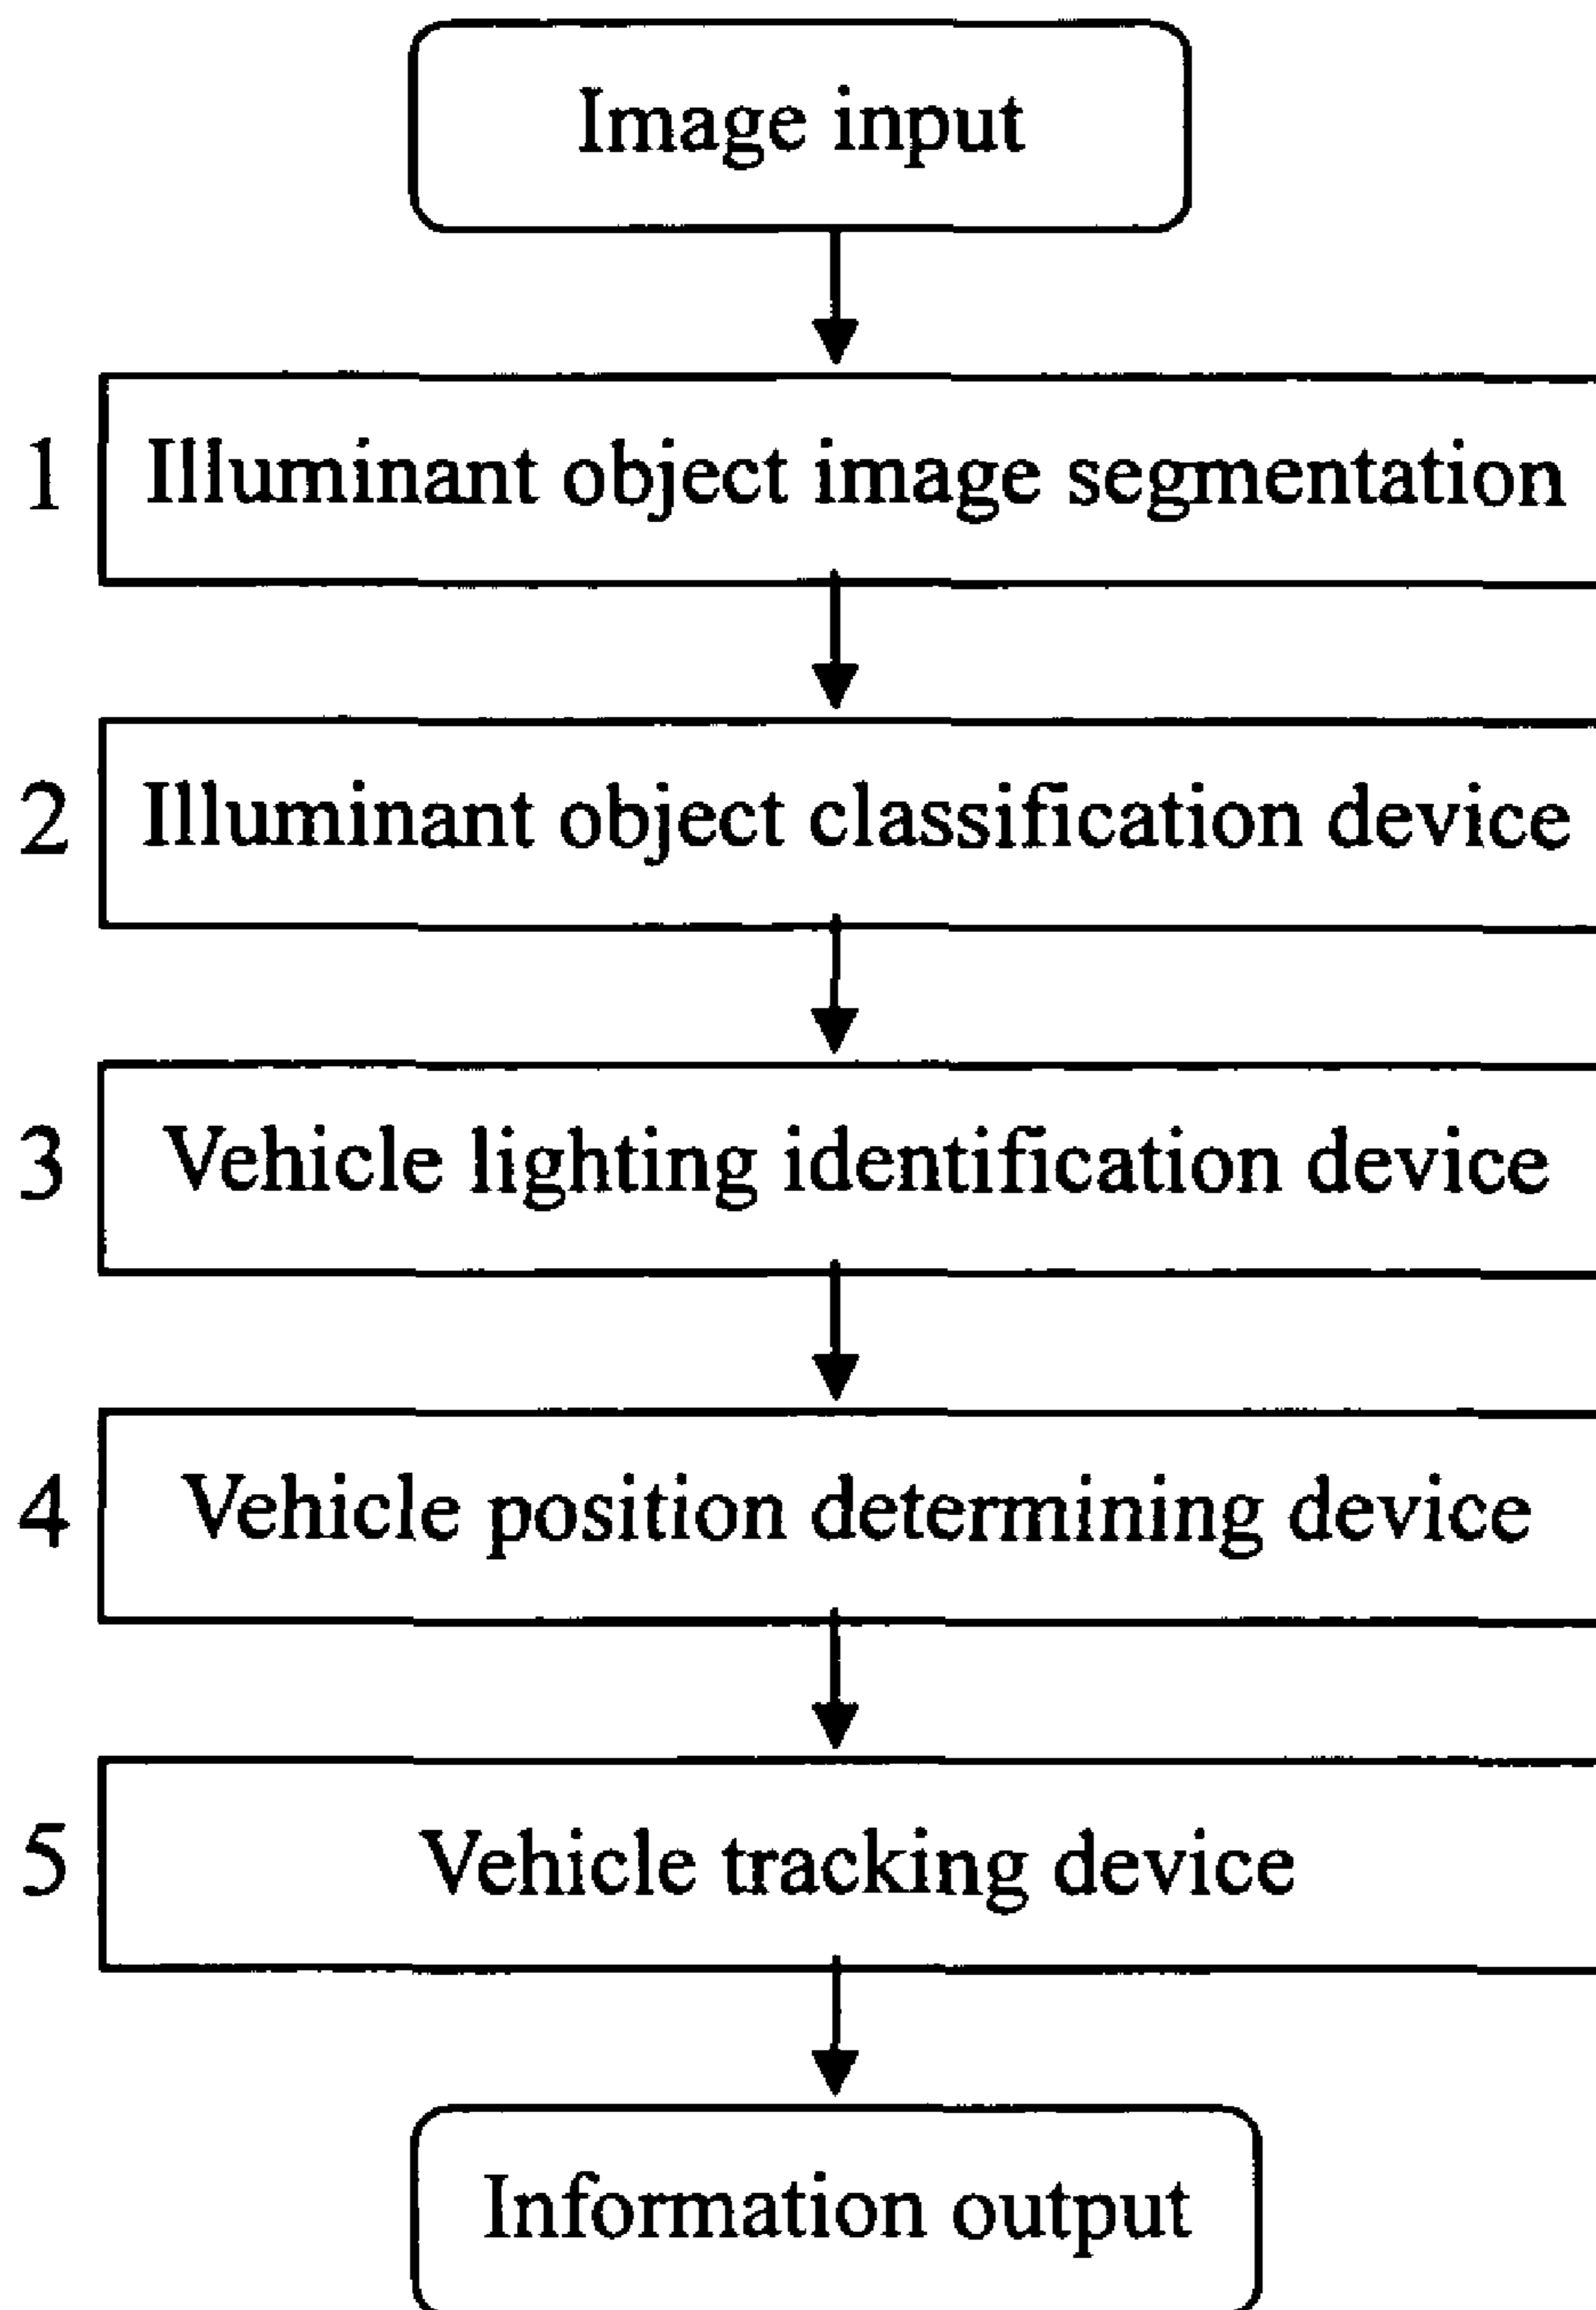 Image input
1 Illuminant object image segmentation
2 Illuminant object classification device
3 Vehicle lighting identification device
4 Vehicle position determining device
5 Vehicle tracking device
Information output